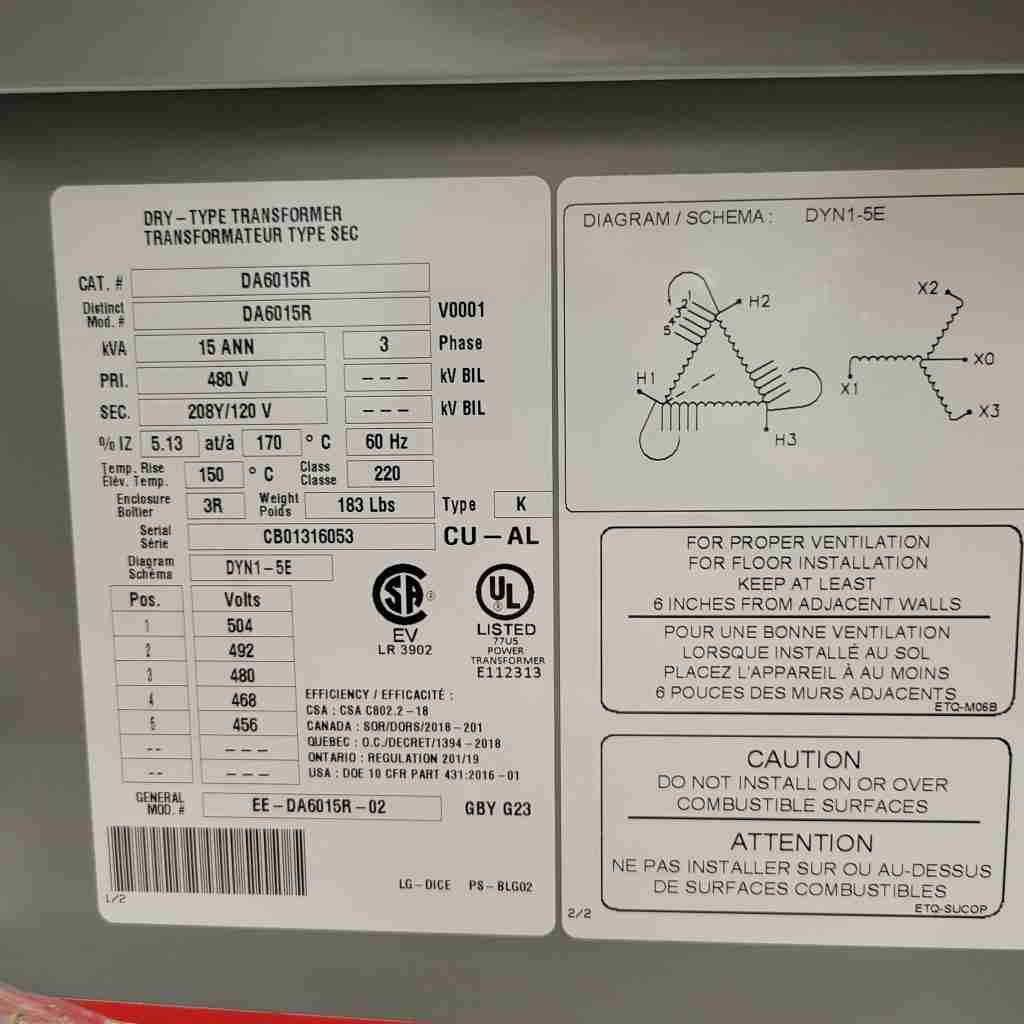 DRY-TYPE TRANSFORMER
TRANSFORMATEUR TYPE SEC
CAT. # DA6015R
Distinct Mod. # DA6015R V0001
kVA 15 ANN 3 Phase
PRI. 480 V --- kV BIL
SEC. 208Y/120 V --- kV BIL
% IZ 5.13 at/à 170 ° C 60 Hz
Temp. Rise Élév. Temp. 150 ° C Class Classe 220
Enclosure Boîtier 3R Weight Poids 183 Lbs Type K
Serial Série CB01316053 CU-AL
Diagram Schéma DYN1-5E
Pos. Volts
1 504
2 492
3 480
4 468
5 456
-- ---
-- ---
SA
EV
LR 3902
UL
LISTED
77U5
POWER
TRANSFORMER
E112313
EFFICIENCY / EFFICACITÉ :
CSA : CSA C802.2-18
CANADA : SOR/DORS/2018-201
QUEBEC : O.C./DECRET/1394-2018
ONTARIO : REGULATION 201/19
USA : DOE 10 CFR PART 431:2016-01
GENERAL MOD. # EE-DA6015R-02 GBY G23
LG-DICE PS-BLG02
1/2
DIAGRAM / SCHEMA : DYN1-5E
H2
1
2
4
5
H1
H3
X2
X0
X1
X3
FOR PROPER VENTILATION
FOR FLOOR INSTALLATION
KEEP AT LEAST
6 INCHES FROM ADJACENT WALLS
POUR UNE BONNE VENTILATION
LORSQUE INSTALLÉ AU SOL
PLACEZ L'APPAREIL À AU MOINS
6 POUCES DES MURS ADJACENTS
ETQ-M06B
CAUTION
DO NOT INSTALL ON OR OVER
COMBUSTIBLE SURFACES
ATTENTION
NE PAS INSTALLER SUR OU AU-DESSUS
DE SURFACES COMBUSTIBLES
ETQ-SUCOP
2/2